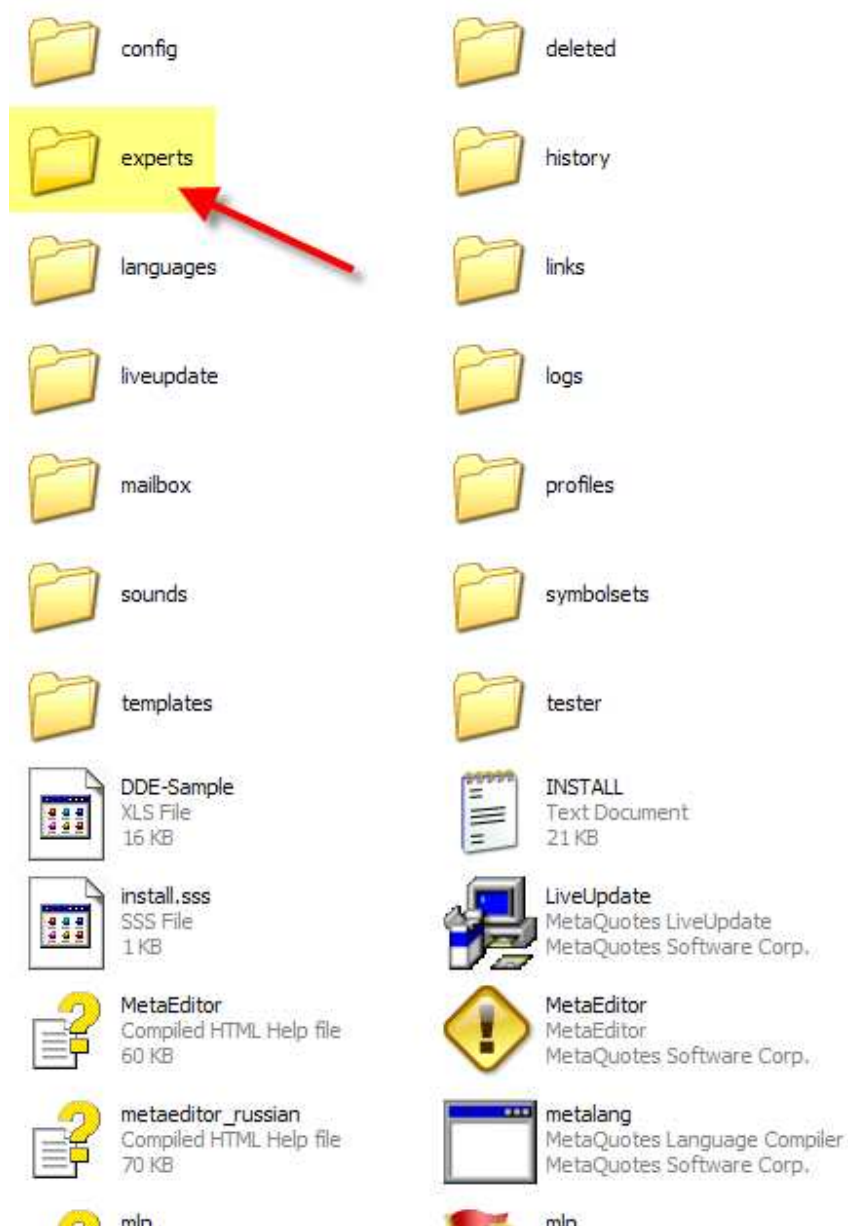 config
deleted
experts
history
languages
links
liveupdate
logs
mailbox
profiles
sounds
symbolsets
templates
tester
DDE-Sample
XLS File
16 KB
INSTALL
Text Document
21 KB
install.sss
SSS File
1 KB
LiveUpdate
MetaQuotes LiveUpdate
MetaQuotes Software Corp.
MetaEditor
Compiled HTML Help file
60 KB
MetaEditor
MetaEditor
MetaQuotes Software Corp.
metaeditor_russian
Compiled HTML Help file
70 KB
metalang
MetaQuotes Language Compiler
MetaQuotes Software Corp.